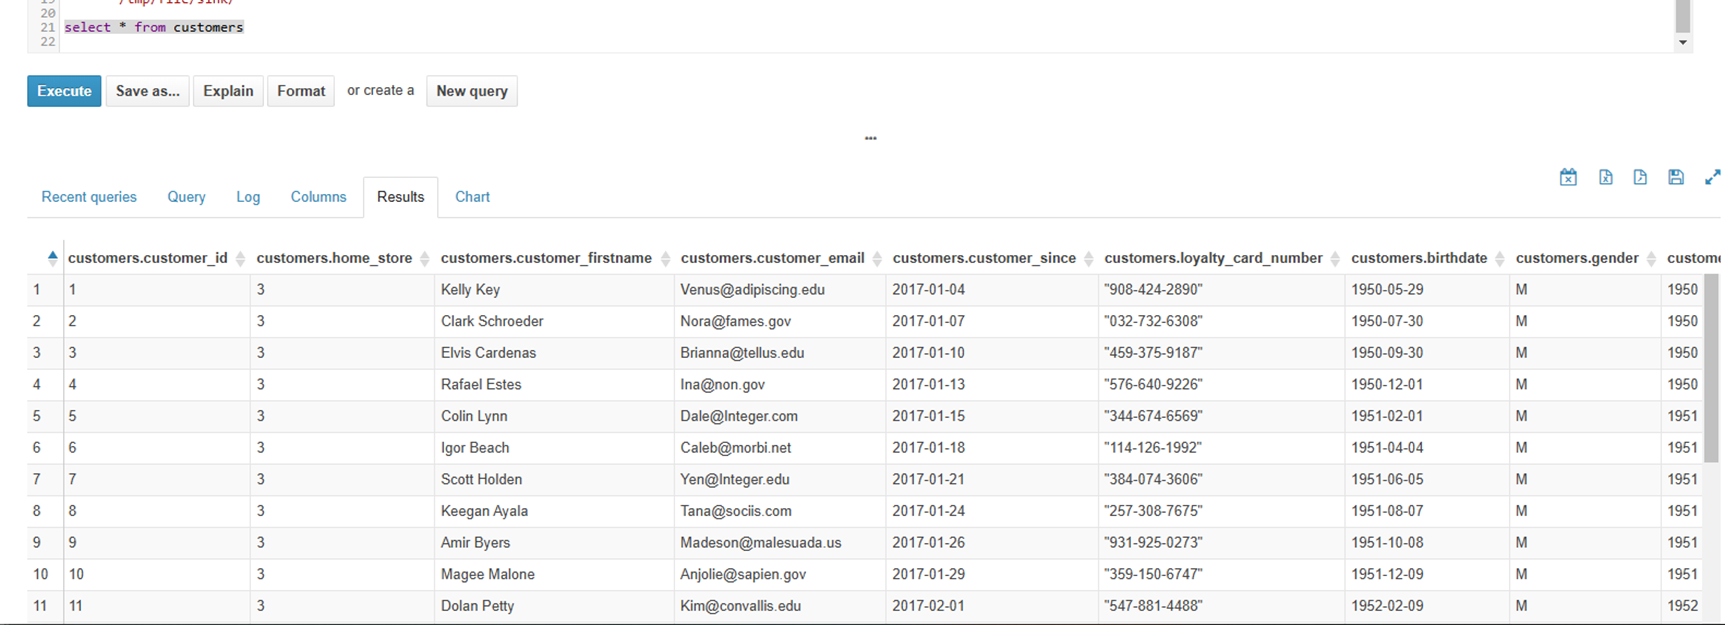 19 '/tmp/file/sink/'
20
21 select * from customers
22
Execute Save as... Explain Format or create a New query
...
Recent queries Query Log Columns Results Chart
customers.customer_id customers.home_store customers.customer_firstname customers.customer_email customers.customer_since customers.loyalty_card_number customers.birthdate customers.gender custome
1 1 3 Kelly Key Venus@adipiscing.edu 2017-01-04 "908-424-2890" 1950-05-29 M 1950
2 2 3 Clark Schroeder Nora@fames.gov 2017-01-07 "032-732-6308" 1950-07-30 M 1950
3 3 3 Elvis Cardenas Brianna@tellus.edu 2017-01-10 "459-375-9187" 1950-09-30 M 1950
4 4 3 Rafael Estes Ina@non.gov 2017-01-13 "576-640-9226" 1950-12-01 M 1950
5 5 3 Colin Lynn Dale@Integer.com 2017-01-15 "344-674-6569" 1951-02-01 M 1951
6 6 3 Igor Beach Caleb@morbi.net 2017-01-18 "114-126-1992" 1951-04-04 M 1951
7 7 3 Scott Holden Yen@Integer.edu 2017-01-21 "384-074-3606" 1951-06-05 M 1951
8 8 3 Keegan Ayala Tana@sociis.com 2017-01-24 "257-308-7675" 1951-08-07 M 1951
9 9 3 Amir Byers Madeson@malesuada.us 2017-01-26 "931-925-0273" 1951-10-08 M 1951
10 10 3 Magee Malone Anjolie@sapien.gov 2017-01-29 "359-150-6747" 1951-12-09 M 1951
11 11 3 Dolan Petty Kim@convallis.edu 2017-02-01 "547-881-4488" 1952-02-09 M 1952